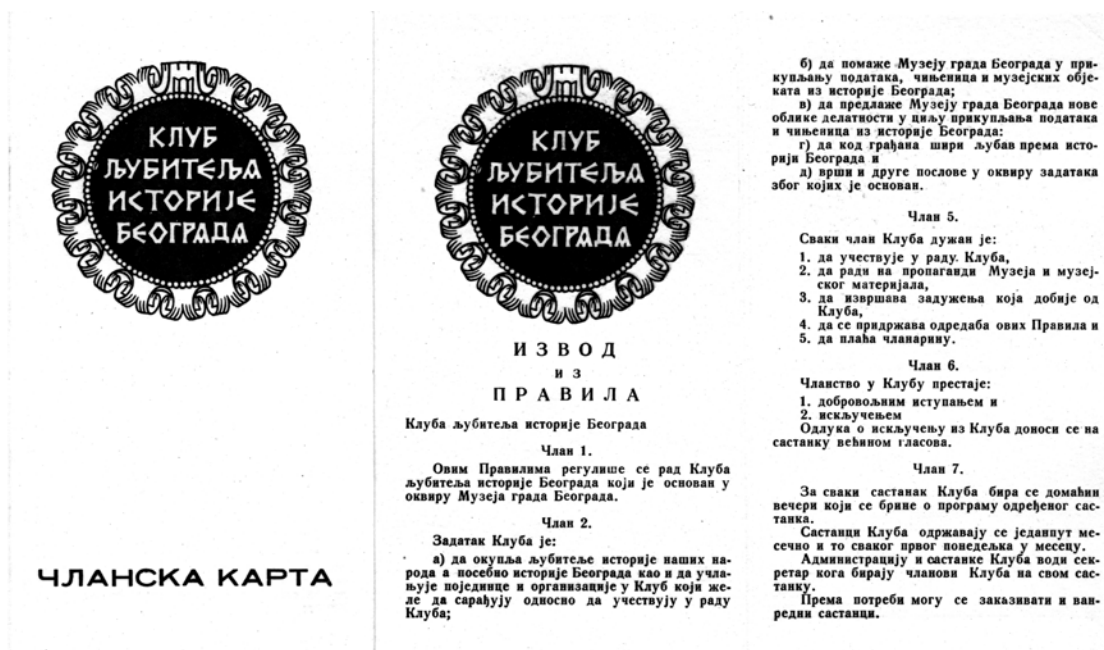 КЛУБ
ЉУБИТЕЉА
ИСТОРИЈЕ
БЕОГРАДА
ЧЛАНСКА КАРТА
КЛУБ
ЉУБИТЕЉА
ИСТОРИЈЕ
БЕОГРАДА
ИЗВОД
ИЗ
ПРАВИЛА
Клуба љубитеља историје Београда
Члан 1.
Овим Правилима регулише се рад Клуба
љубитеља историје Београда који је основан у
оквиру Музеја града Београда.
Члан 2.
Задатак Клуба је:
а) да окупља љубитеље историје наших на-
рода а посебно историје Београда као и да учла-
њује појединце и организације у Клуб који же-
ле да сарађују односно да учествују у раду
Клуба;
б) да помаже Музеју града Београда у при-
купљању података, чињеница и музејских обје-
ката из историје Београда;
в) да предлаже Музеју града Београда нове
облике делатности у циљу прикупљања података
и чињеница из историје Београда:
г) да код грађана шири љубав према исто-
рији Београда и
д) врши и друге послове у оквиру задатака
због којих је основан.
Члан 5.
Сваки члан Клуба дужан је:
1. да учествује у раду. Клуба,
2. да ради на пропаганди Музеја и музеј-
ског материјала,
3. да извршава задужења која добије од
Клуба,
4. да се придржава одредаба ових Правила и
5. да плаћа чланарину.
Члан 6.
Чланство у Клубу престаје:
1. добровољним иступањем и
2. искључењем
Одлука о искључењу из Клуба доноси се на
састанку већином гласова.
Члан 7.
За сваки састанак Клуба бира се домаћин
вечери који се брине о програму одређеног сас-
танка.
Састанци Клуба одржавају се једанпут ме-
сечно и то сваког првог понедељка у месецу.
Администрацију и састанке Клуба води сек-
ретар кога бирају чланови Клуба на свом сас-
танку.
Према потреби могу се заказивати и ван-
редни састанци.